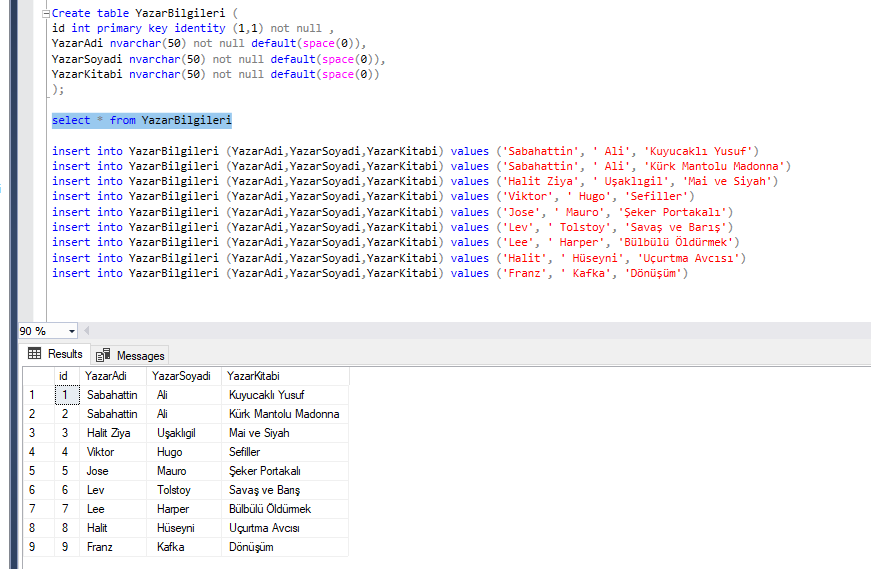 Create table YazarBilgileri (
id int primary key identity (1,1) not null ,
YazarAdi nvarchar(50) not null default(space(0)),
YazarSoyadi nvarchar(50) not null default(space(0)),
YazarKitabi nvarchar(50) not null default(space(0))
);
select * from YazarBilgileri
insert into YazarBilgileri (YazarAdi,YazarSoyadi,YazarKitabi) values ('Sabahattin', ' Ali', 'Kuyucaklı Yusuf')
insert into YazarBilgileri (YazarAdi,YazarSoyadi,YazarKitabi) values ('Sabahattin', ' Ali', 'Kürk Mantolu Madonna')
insert into YazarBilgileri (YazarAdi,YazarSoyadi,YazarKitabi) values ('Halit Ziya', ' Uşaklıgil', 'Mai ve Siyah')
insert into YazarBilgileri (YazarAdi,YazarSoyadi,YazarKitabi) values ('Viktor', ' Hugo', 'Sefiller')
insert into YazarBilgileri (YazarAdi,YazarSoyadi,YazarKitabi) values ('Jose', ' Mauro', 'Şeker Portakalı')
insert into YazarBilgileri (YazarAdi,YazarSoyadi,YazarKitabi) values ('Lev', ' Tolstoy', 'Savaş ve Barış')
insert into YazarBilgileri (YazarAdi,YazarSoyadi,YazarKitabi) values ('Lee', ' Harper', 'Bülbülü Öldürmek')
insert into YazarBilgileri (YazarAdi,YazarSoyadi,YazarKitabi) values ('Halit', ' Hüseyni', 'Uçurtma Avcısı')
insert into YazarBilgileri (YazarAdi,YazarSoyadi,YazarKitabi) values ('Franz', ' Kafka', 'Dönüşüm')
90 %
Results Messages
id YazarAdi YazarSoyadi YazarKitabi
1 1 Sabahattin Ali Kuyucaklı Yusuf
2 2 Sabahattin Ali Kürk Mantolu Madonna
3 3 Halit Ziya Uşaklıgil Mai ve Siyah
4 4 Viktor Hugo Sefiller
5 5 Jose Mauro Şeker Portakalı
6 6 Lev Tolstoy Savaş ve Barış
7 7 Lee Harper Bülbülü Öldürmek
8 8 Halit Hüseyni Uçurtma Avcısı
9 9 Franz Kafka Dönüşüm